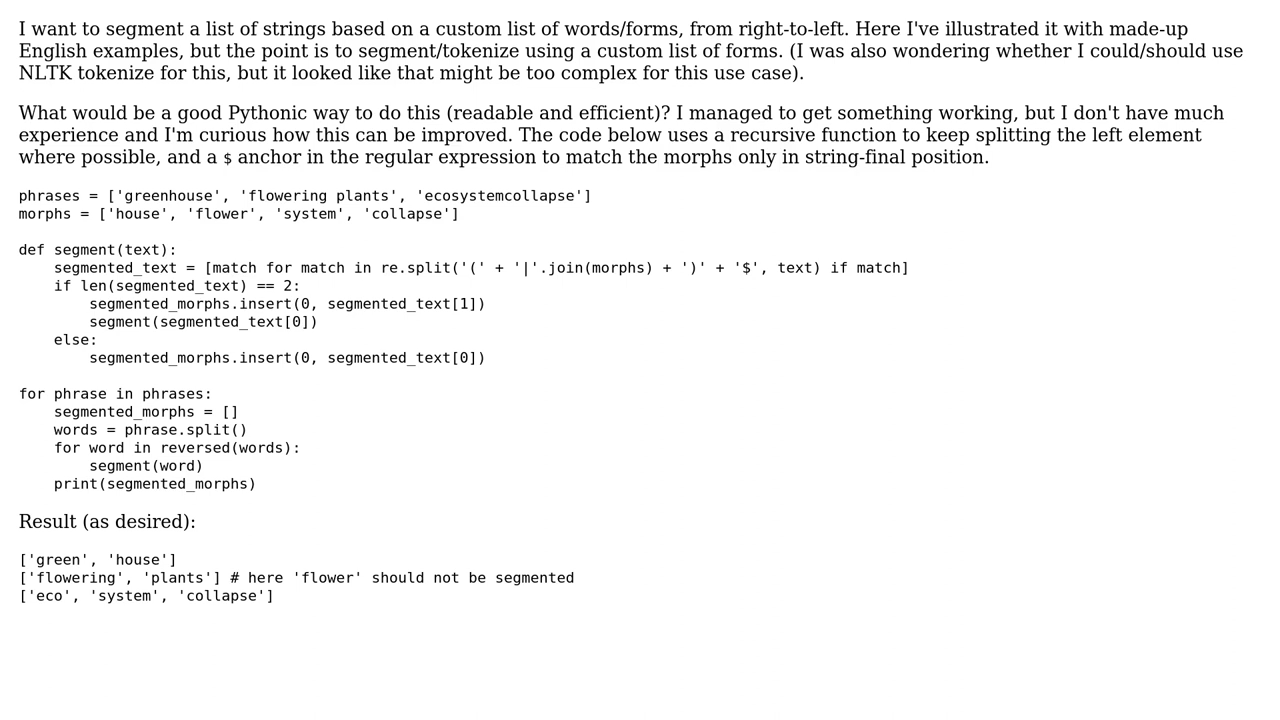 I want to segment a list of strings based on a custom list of words/forms, from right-to-left. Here I've illustrated it with made-up
English examples, but the point is to segment/tokenize using a custom list of forms. (I was also wondering whether I could/should use
NLTK tokenize for this, but it looked like that might be too complex for this use case).
What would be a good Pythonic way to do this (readable and efficient)? I managed to get something working, but I don't have much
experience and I'm curious how this can be improved. The code below uses a recursive function to keep splitting the left element
where possible, and a $ anchor in the regular expression to match the morphs only in string-final position.
phrases = ['greenhouse', 'flowering plants', 'ecosystemcollapse']
morphs = ['house', 'flower', 'system', 'collapse']
def segment(text):
    segmented_text = [match for match in re.split('(' + '|'.join(morphs) + ')' + '$', text) if match]
    if len(segmented_text) == 2:
        segmented_morphs.insert(0, segmented_text[1])
        segment(segmented_text[0])
    else:
        segmented_morphs.insert(0, segmented_text[0])
for phrase in phrases:
    segmented_morphs = []
    words = phrase.split()
    for word in reversed(words):
        segment(word)
    print(segmented_morphs)
Result (as desired):
['green', 'house']
['flowering', 'plants'] # here 'flower' should not be segmented
['eco', 'system', 'collapse']